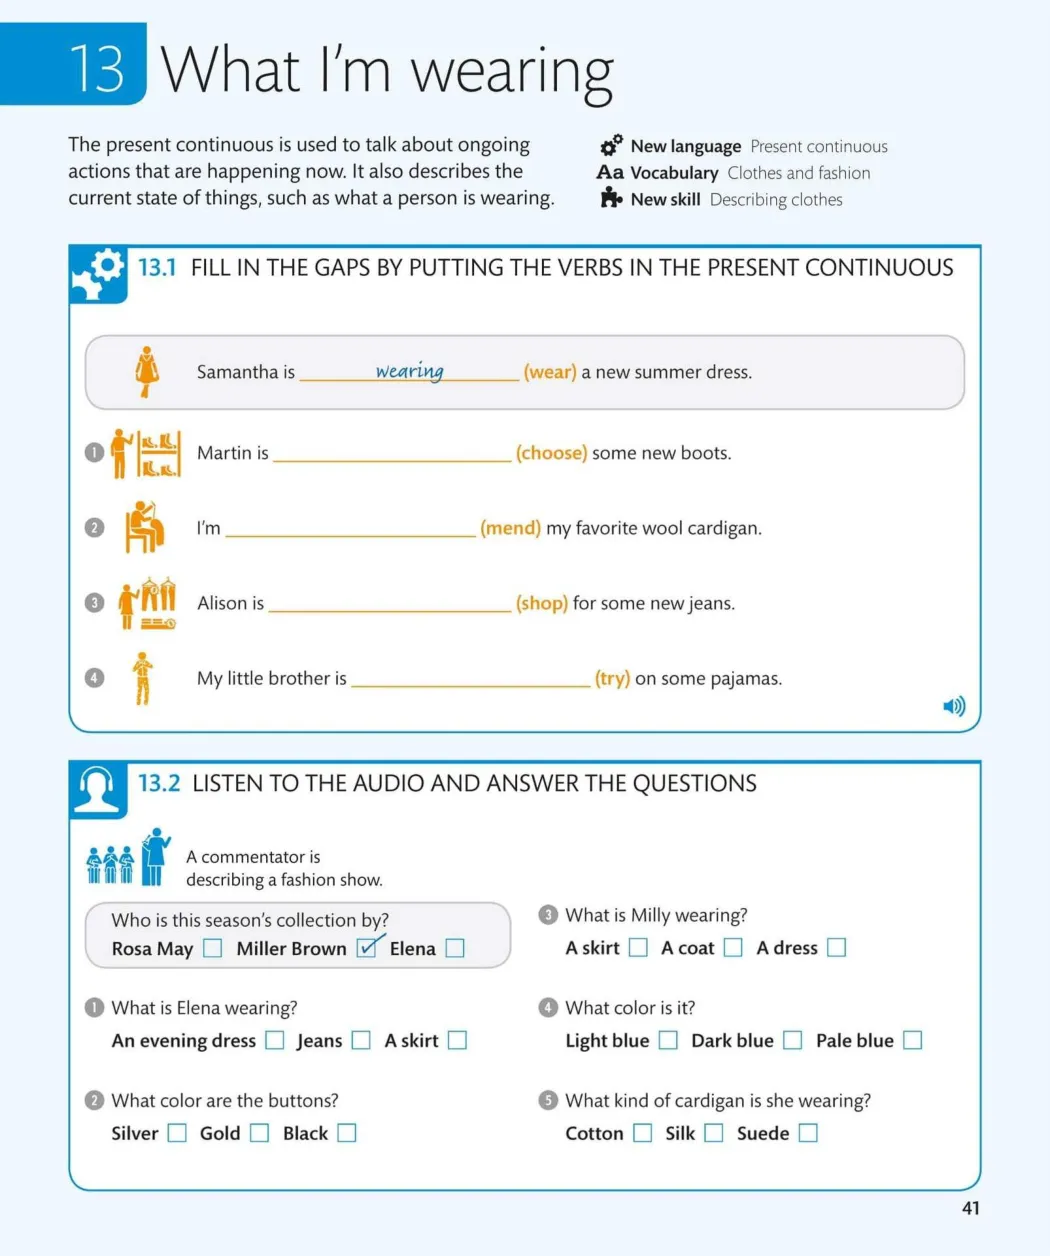 13 What I'm wearing
The present continuous is used to talk about ongoing
actions that are happening now. It also describes the
current state of things, such as what a person is wearing.
New language Present continuous
Aa Vocabulary Clothes and fashion
New skill Describing clothes
13.1 FILL IN THE GAPS BY PUTTING THE VERBS IN THE PRESENT CONTINUOUS
Samantha is wearing (wear) a new summer dress.
1 Martin is (choose) some new boots.
2 I'm (mend) my favorite wool cardigan.
3 Alison is (shop) for some new jeans.
4 My little brother is (try) on some pajamas.
13.2 LISTEN TO THE AUDIO AND ANSWER THE QUESTIONS
A commentator is
describing a fashion show.
Who is this season's collection by?
Rosa May Miller Brown Elena
1 What is Elena wearing?
An evening dress Jeans A skirt
2 What color are the buttons?
Silver Gold Black
3 What is Milly wearing?
A skirt A coat A dress
4 What color is it?
Light blue Dark blue Pale blue
5 What kind of cardigan is she wearing?
Cotton Silk Suede
41